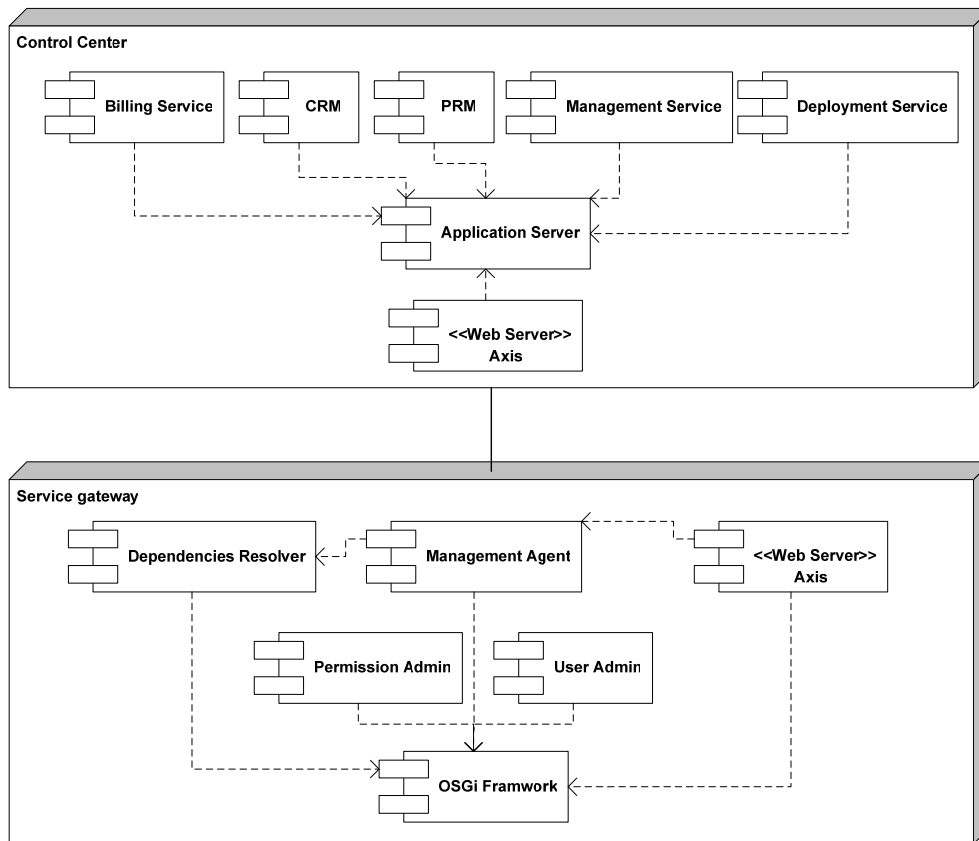 Control Center
Billing Service
CRM
PRM
Management Service
Deployment Service
Application Server
<<Web Server>>
Axis
Service gateway
Dependencies Resolver
Management Agent
<<Web Server>>
Axis
Permission Admin
User Admin
OSGi Framwork